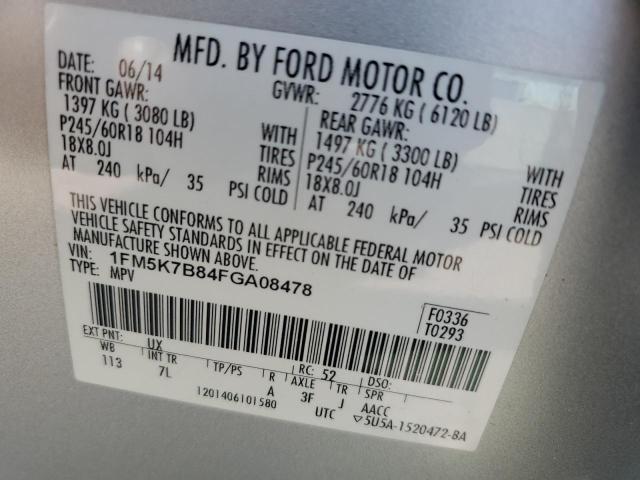 MFD. BY FORD MOTOR CO.
DATE: 06/14 GVWR: 2776 KG ( 6120 LB)
FRONT GAWR: REAR GAWR:
1397 KG ( 3080 LB) WITH 1497 KG ( 3300 LB) WITH
P245/60R18 104H TIRES P245/60R18 104H TIRES
18X8.0J RIMS 18X8.0J RIMS
AT 240 kPa/ 35 PSI COLD AT 240 kPa/ 35 PSI COLD
THIS VEHICLE CONFORMS TO ALL APPLICABLE FEDERAL MOTOR
VEHICLE SAFETY STANDARDS IN EFFECT ON THE DATE OF
MANUFACTURE SHOWN ABOVE.
VIN: 1FM5K7B84FGA08478
TYPE: MPV
F0336
T0293
EXT PNT: UX RC: 52 DSO:
WB INT TR TP/PS R AXLE TR SPR
113 7L A 3F J AACC
1201406101580 UTC ▽5U5A-1520472-BA